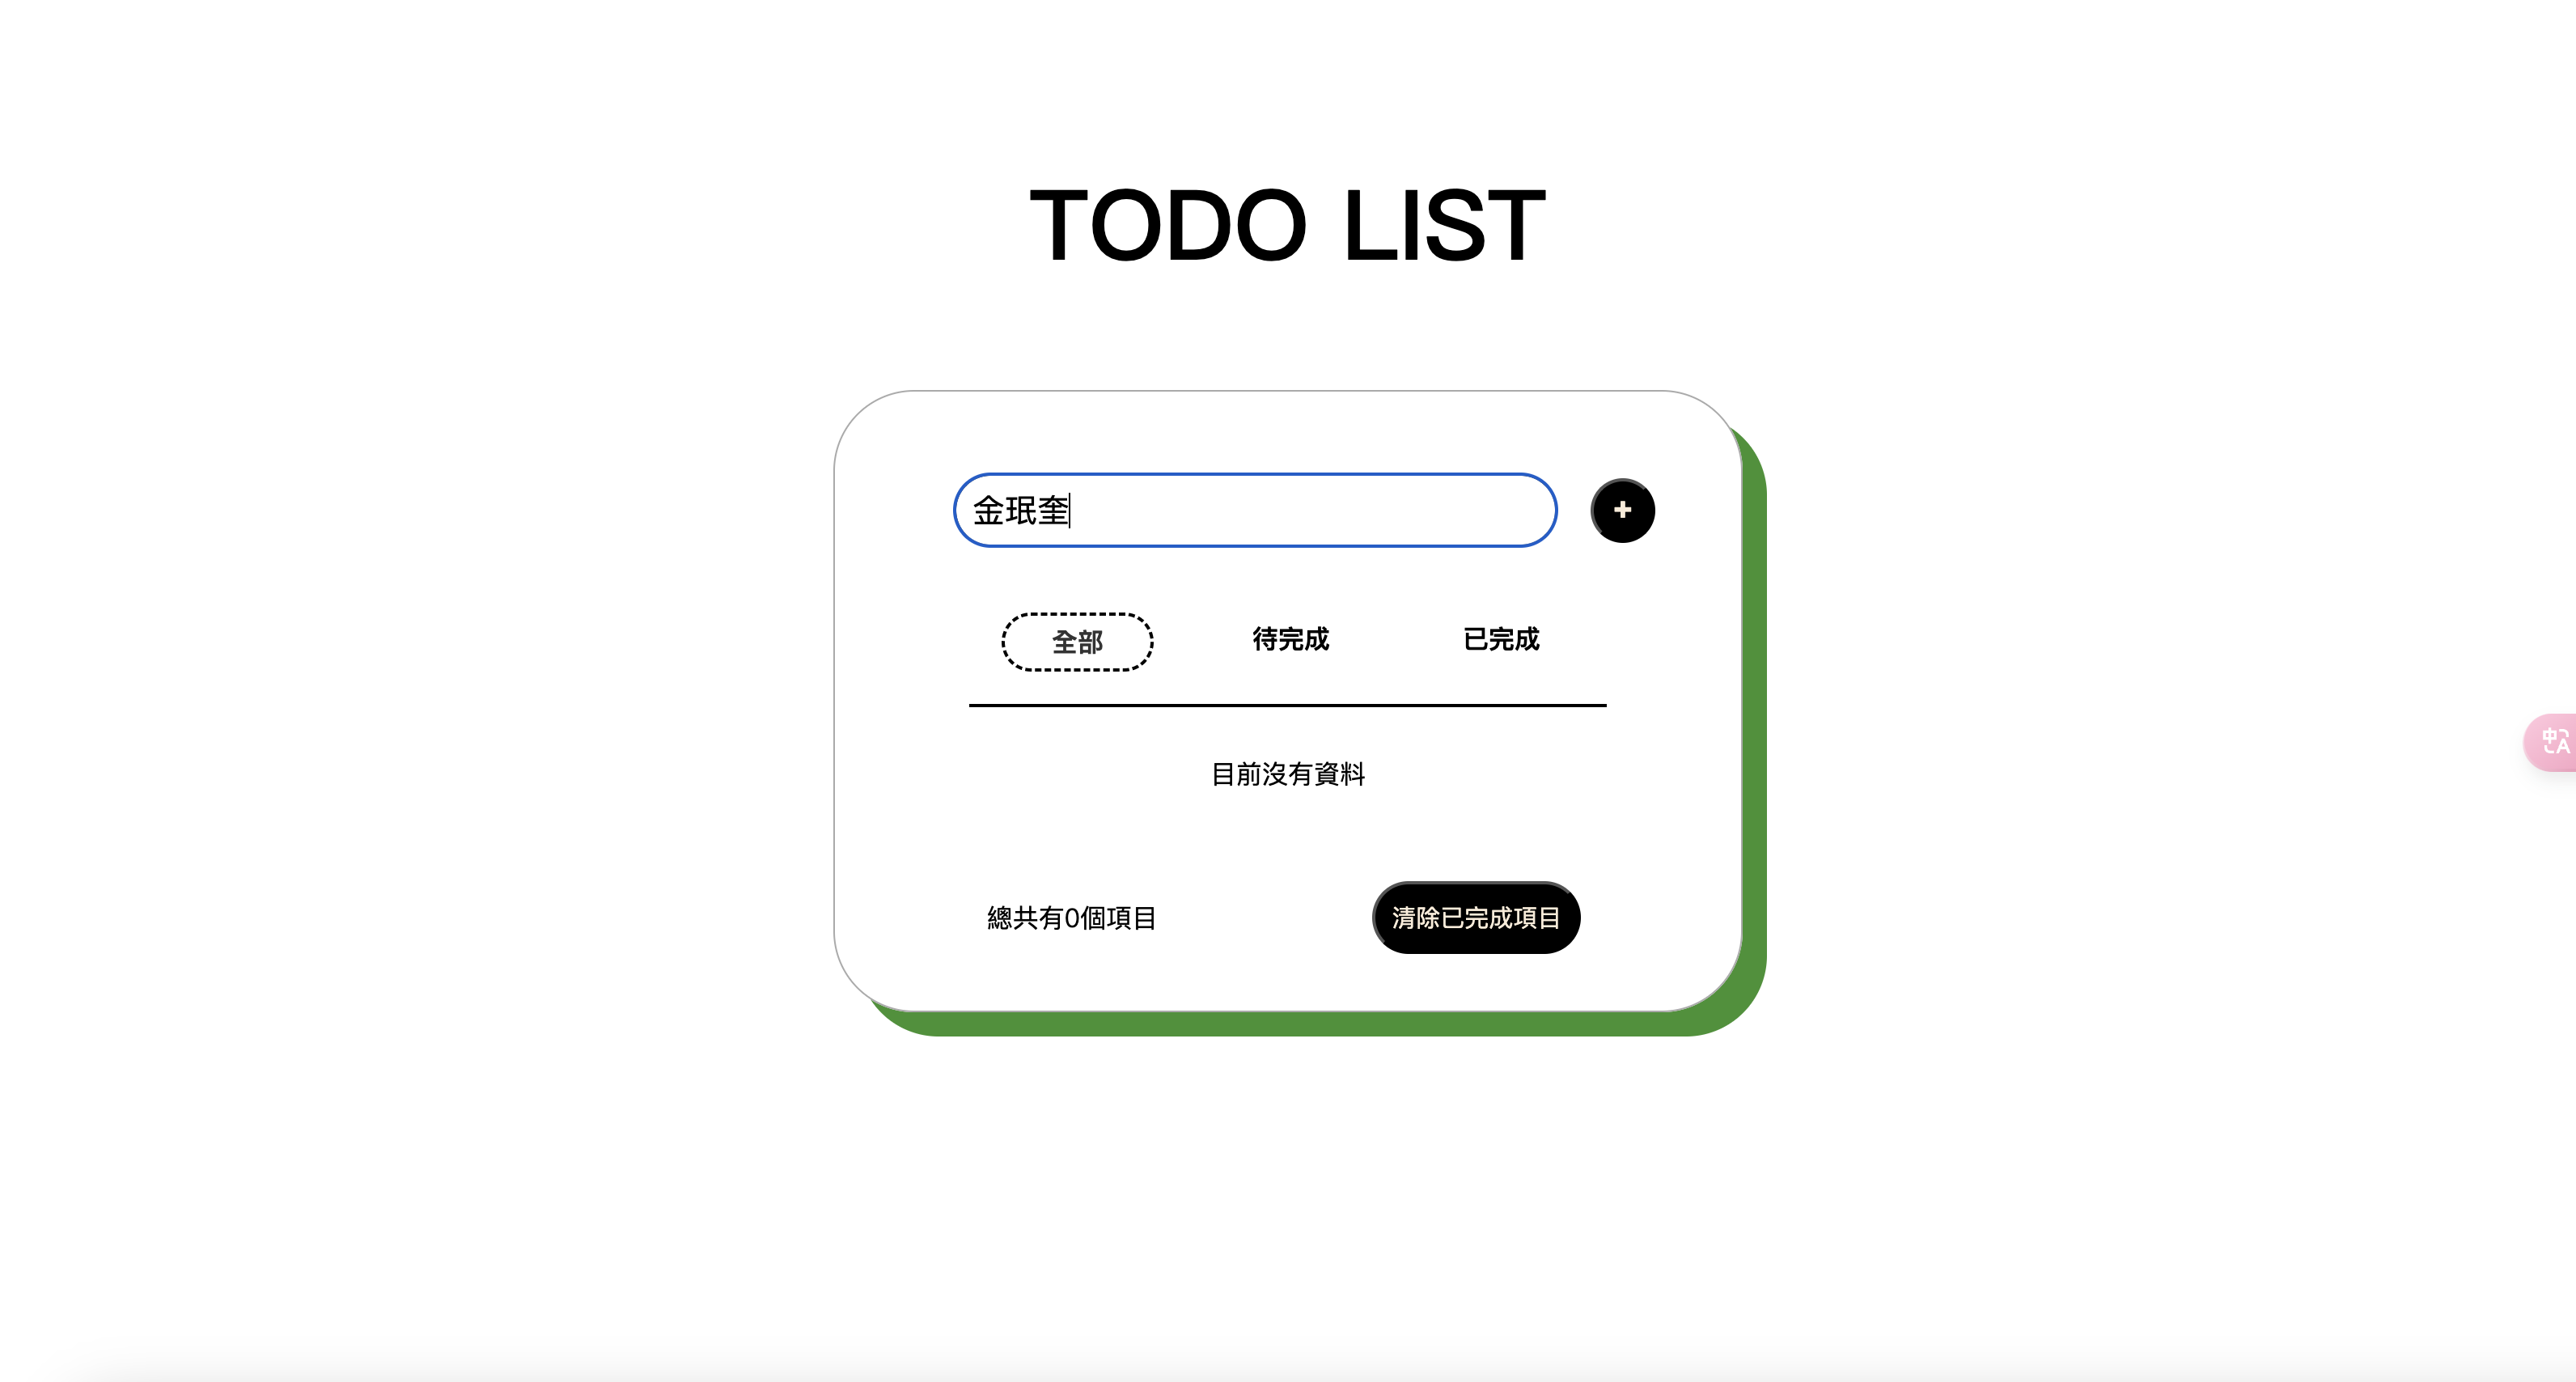 TODO LIST
金珉奎
+
全部 待完成 已完成
目前沒有資料
總共有0個項目 清除已完成項目
中A